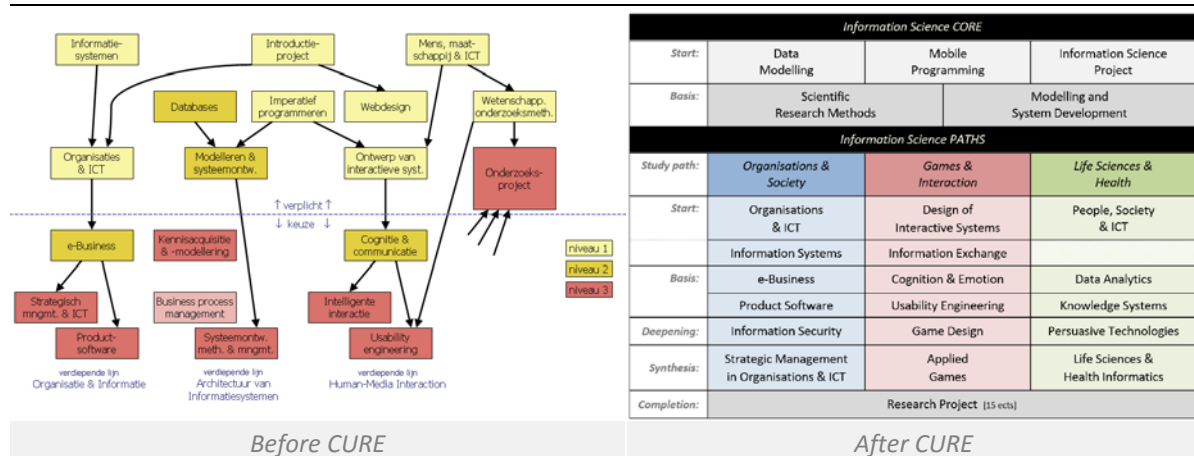 Informatie-
systemen
Introductie-
project
Mens, maat-
schappij & ICT
Databases
Imperatief
programmeren
Webdesign
Wetenschapp.
onderzoeksmeth.
Organisaties
& ICT
Modelleren &
systeemontw.
Ontwerp van
interactieve syst.
Onderzoeks-
project
↑ verplicht ↑
↓ keuze ↓
e-Business
Kennisacquisitie
& -modellering
Cognitie &
communicatie
niveau 1
niveau 2
niveau 3
Strategisch
mngmt. & ICT
Business process
management
Intelligente
interactie
Product-
software
Systeemontw.
meth. & mngmt.
Usability
engineering
verdiepende lijn
Organisatie & Informatie
verdiepende lijn
Architectuur van
Informatiesystemen
verdiepende lijn
Human-Media Interaction
Before CURE
Information Science CORE
Start:
Data
Modelling
Mobile
Programming
Information Science
Project
Basis:
Scientific
Research Methods
Modelling and
System Development
Information Science PATHS
Study path:
Organisations &
Society
Games &
Interaction
Life Sciences &
Health
Start:
Organisations
& ICT
Design of
Interactive Systems
People, Society
& ICT
Information Systems
Information Exchange
Basis:
e-Business
Cognition & Emotion
Data Analytics
Product Software
Usability Engineering
Knowledge Systems
Deepening:
Information Security
Game Design
Persuasive Technologies
Synthesis:
Strategic Management
in Organisations & ICT
Applied
Games
Life Sciences &
Health Informatics
Completion:
Research Project [15 ects]
After CURE